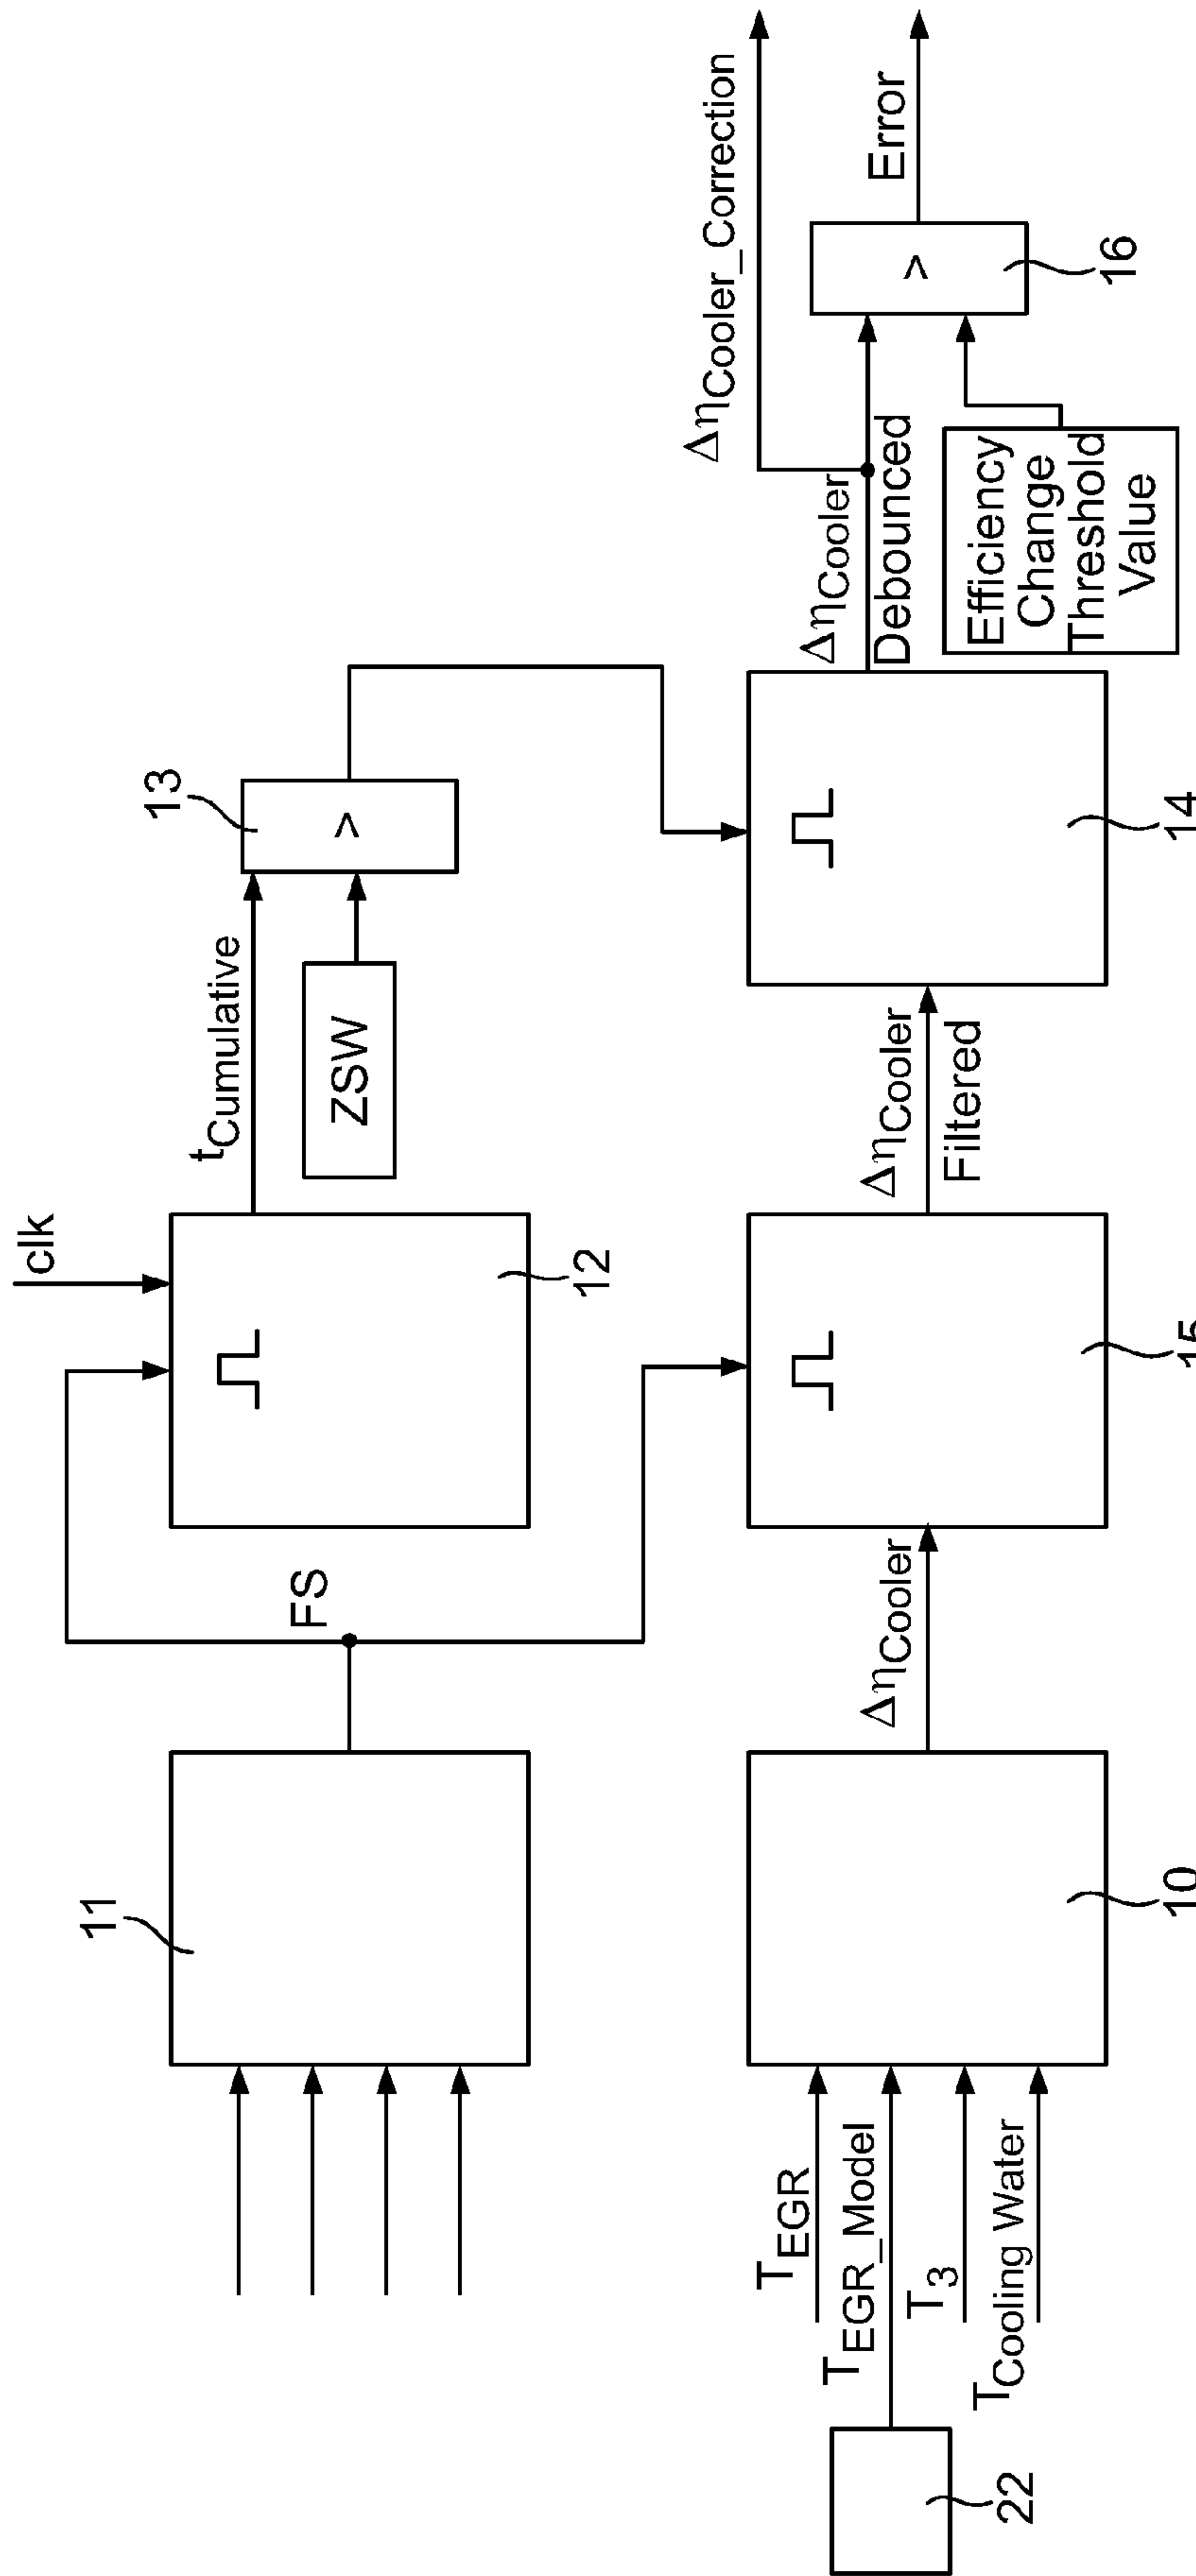 11
FS
clk
12
t_Cumulative
ZSW
13
>
22
T_EGR
T_EGR_Model
T_3
T_Cooling Water
10
Δη_Cooler
15
Δη_Cooler
Filtered
14
Δη_Cooler
Debounced
Δη_Cooler_Correction
Efficiency
Change
Threshold
Value
>
16
Error